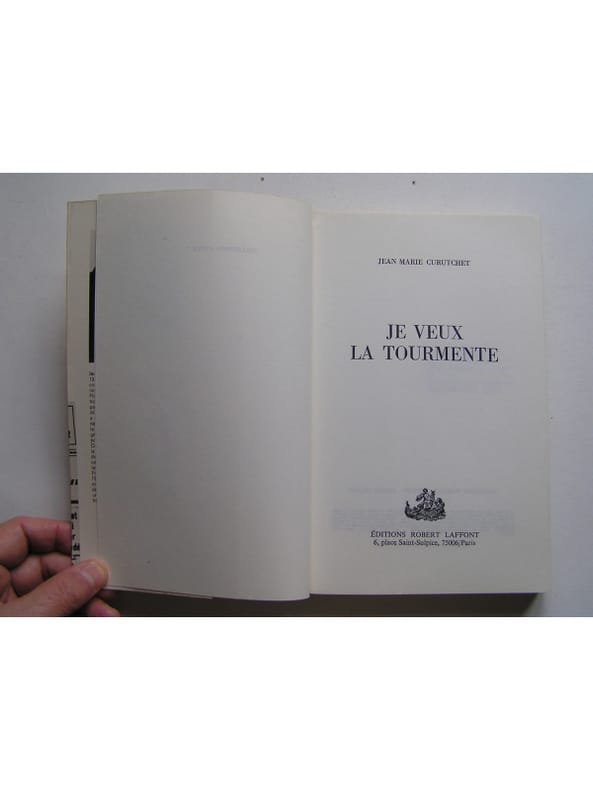 JEAN MARIE CURUTCHET
JE VEUX
LA TOURMENTE
ÉDITIONS ROBERT LAFFONT
6, place Saint-Sulpice, 75006/Paris